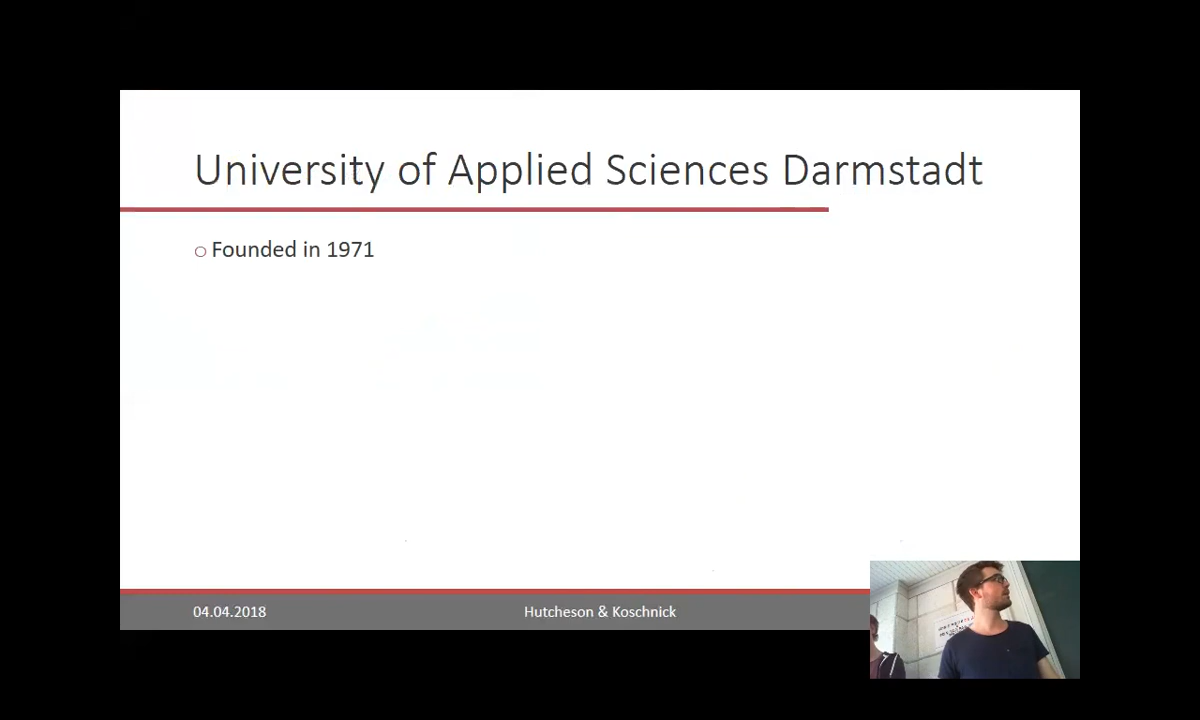 University of Applied Sciences Darmstadt
Founded in 1971
04.04.2018
Hutcheson & Koschnick